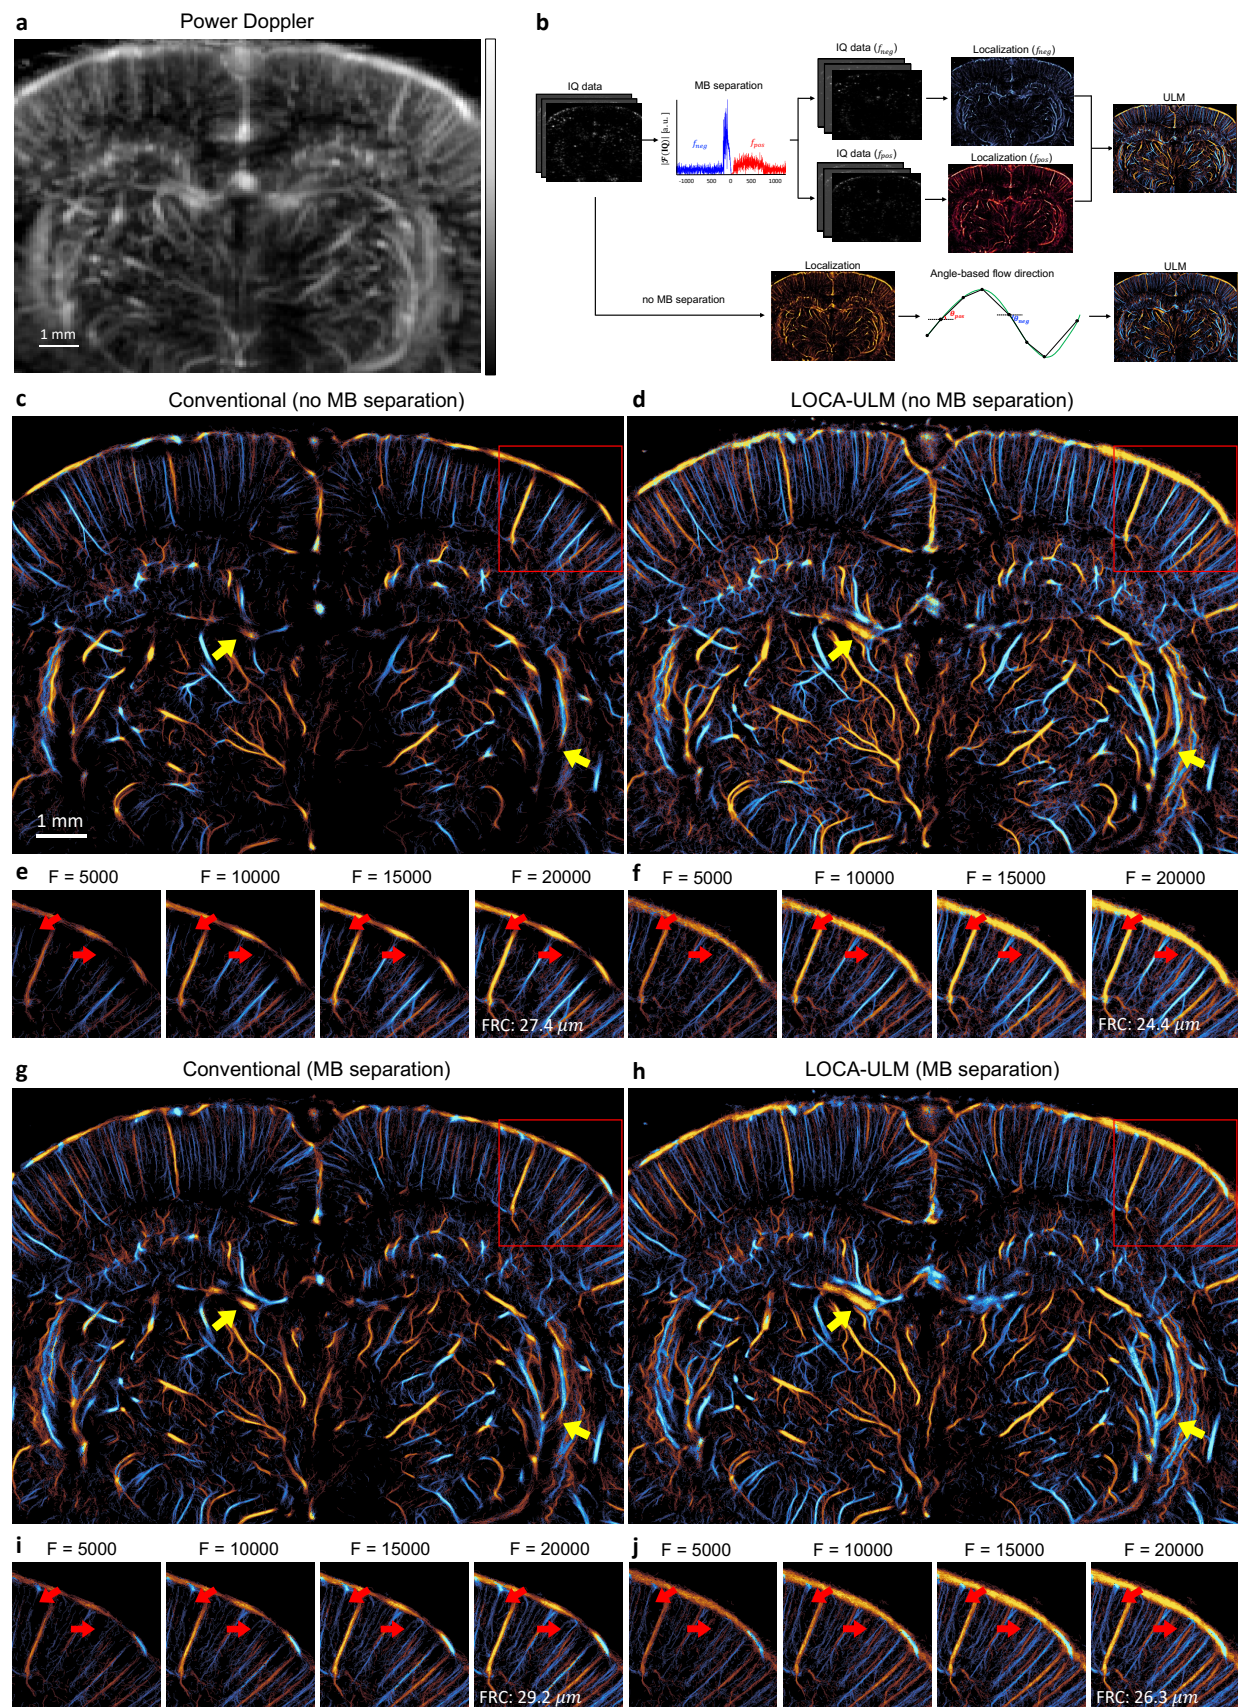 a
Power Doppler
1 mm
b
IQ data
MB separation
|ℱ(IQ)| [a.u.]
f_neg
f_pos
-1000 500 0 500 1000
IQ data (f_neg)
IQ data (f_pos)
Localization (f_neg)
Localization (f_pos)
ULM
no MB separation
Localization
Angle-based flow direction
θ_pos
θ_neg
ULM
c
Conventional (no MB separation)
1 mm
d
LOCA-ULM (no MB separation)
e
F = 5000
F = 10000
F = 15000
F = 20000
FRC: 27.4 μm
f
F = 5000
F = 10000
F = 15000
F = 20000
FRC: 24.4 μm
g
Conventional (MB separation)
h
LOCA-ULM (MB separation)
i
F = 5000
F = 10000
F = 15000
F = 20000
FRC: 29.2 μm
j
F = 5000
F = 10000
F = 15000
F = 20000
FRC: 26.3 μm